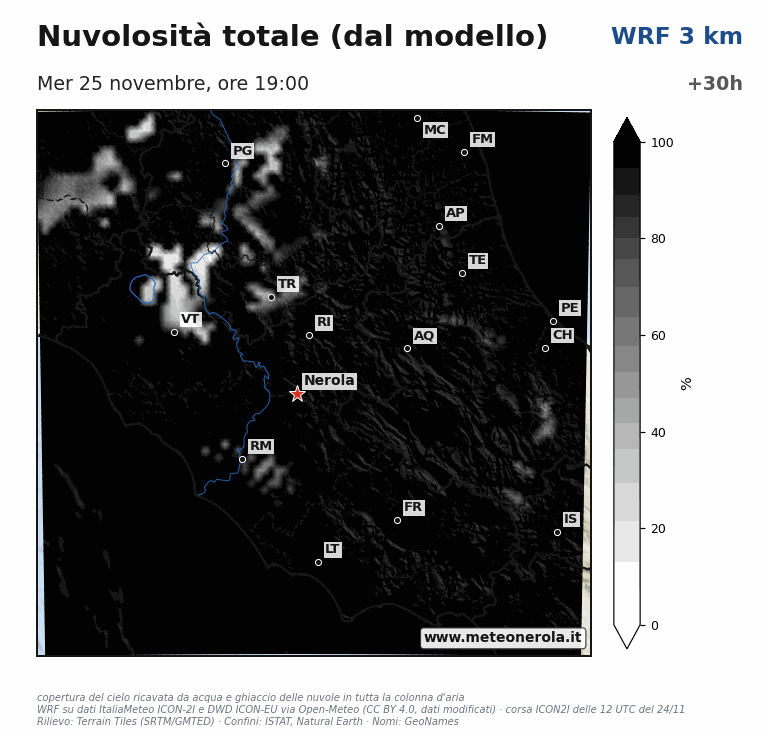 Nuvolosità totale (dal modello)
WRF 3 km
Mer 25 novembre, ore 19:00
+30h
MC
FM
PG
AP
TE
TR
PE
VT
RI
AQ
CH
Nerola
RM
FR
IS
LT
www.meteonerola.it
100
80
60
40
20
0
%
copertura del cielo ricavata da acqua e ghiaccio delle nuvole in tutta la colonna d'aria
WRF su dati ItaliaMeteo ICON-2I e DWD ICON-EU via Open-Meteo (CC BY 4.0, dati modificati) · corsa ICON2I delle 12 UTC del 24/11
Rilievo: Terrain Tiles (SRTM/GMTED) · Confini: ISTAT, Natural Earth · Nomi: GeoNames